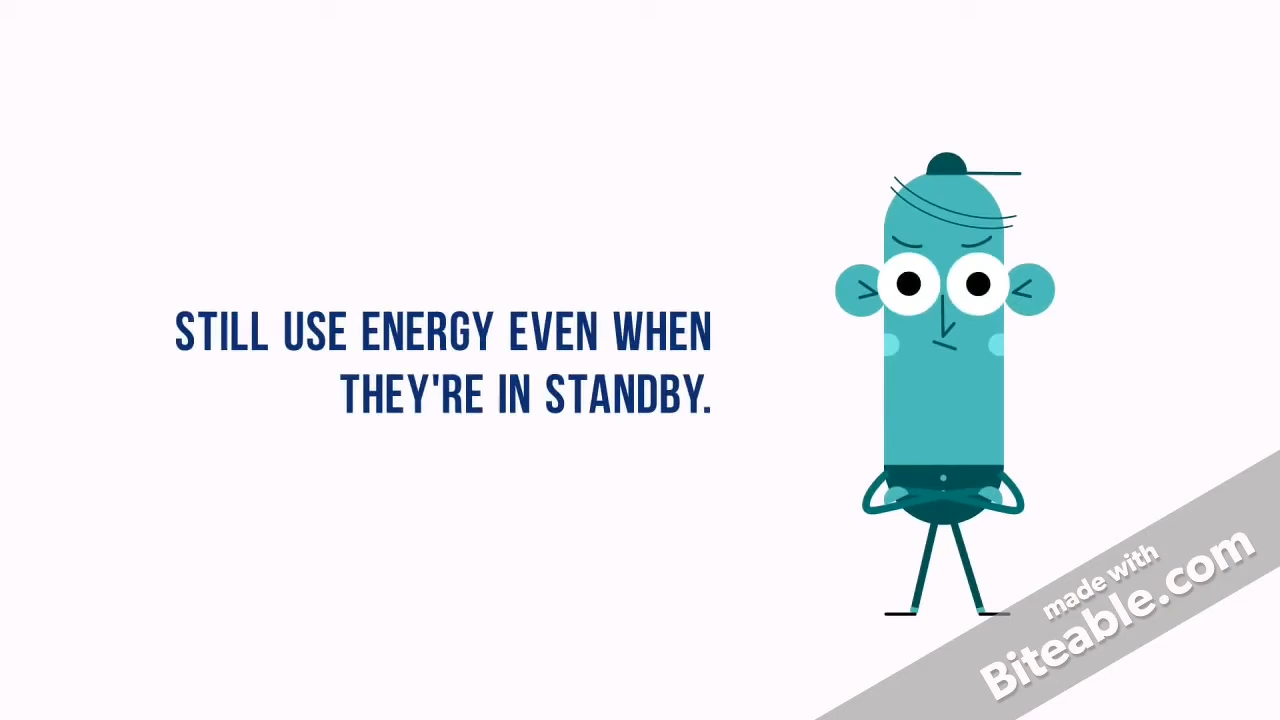 STILL USE ENERGY EVEN WHEN
THEY'RE IN STANDBY.
made with
Biteable.com